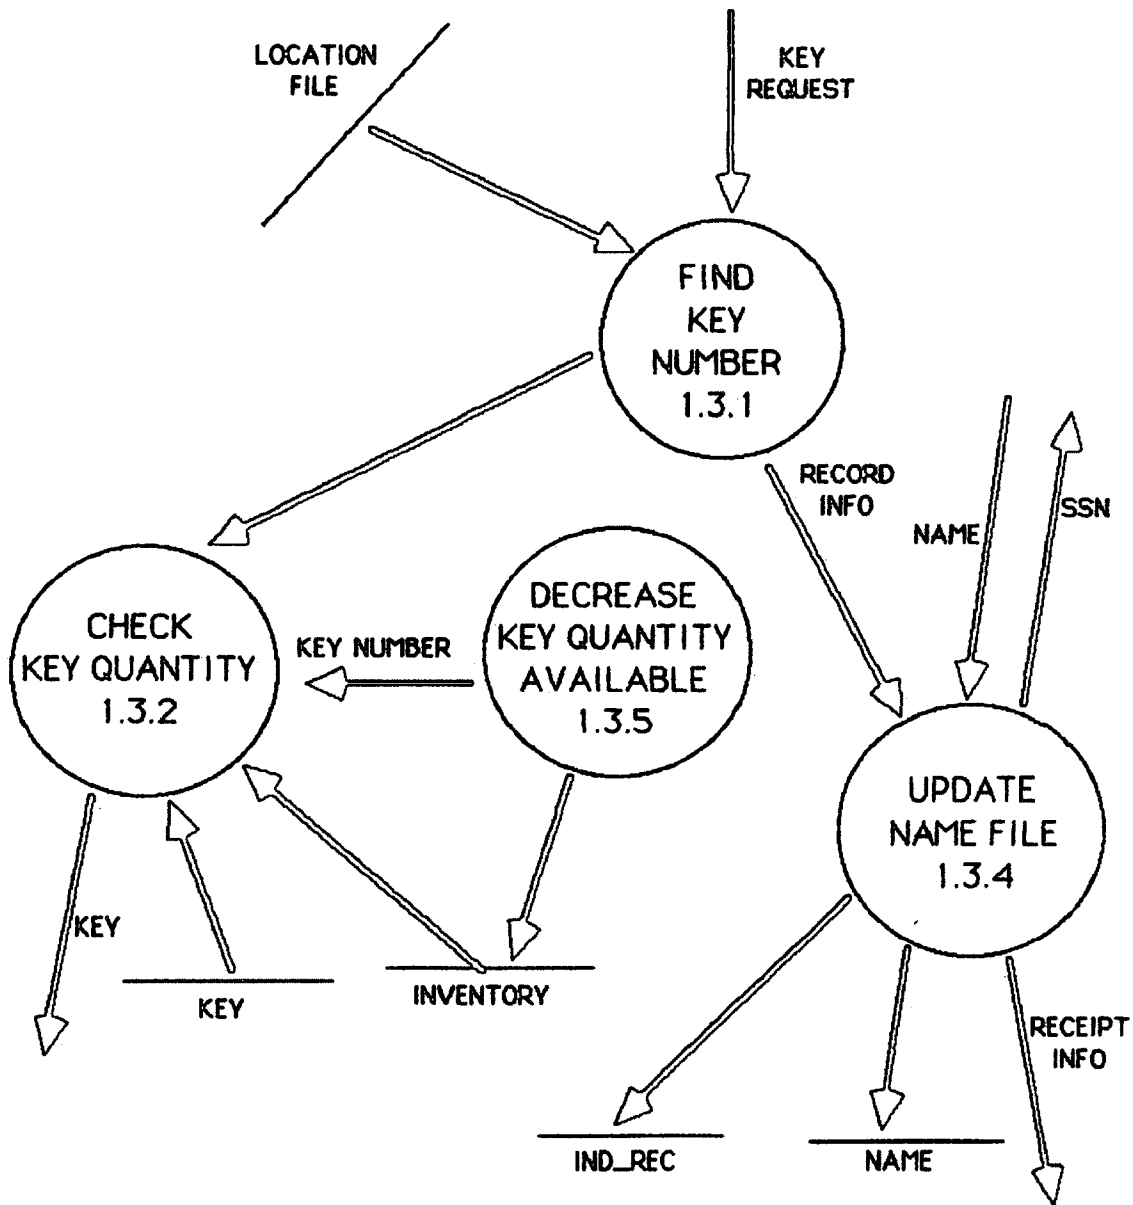 LOCATION
FILE
KEY
REQUEST
FIND
KEY
NUMBER
1.3.1
RECORD
INFO
NAME
SSN
CHECK
KEY QUANTITY
1.3.2
KEY NUMBER
DECREASE
KEY QUANTITY
AVAILABLE
1.3.5
UPDATE
NAME FILE
1.3.4
KEY
KEY
INVENTORY
RECEIPT
INFO
IND_REC
NAME